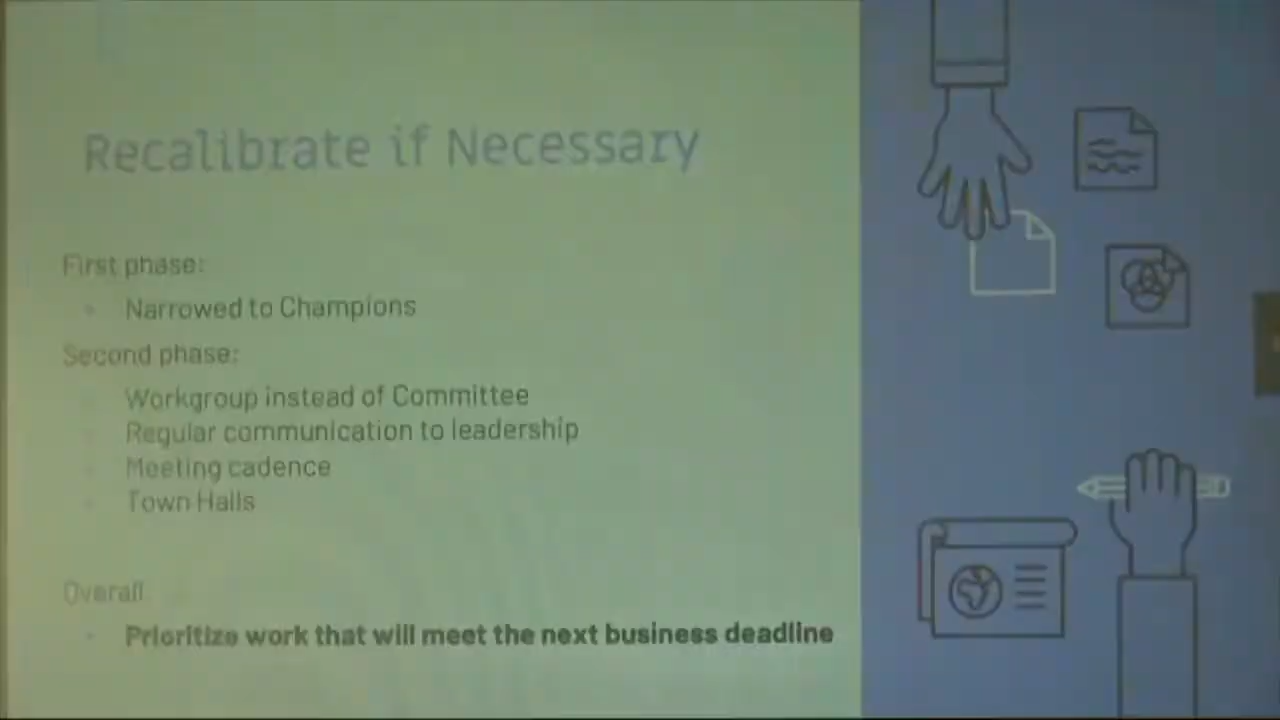 Recalibrate if Necessary
First phase:
Narrowed to Champions
Second phase:
Workgroup instead of Committee
Regular communication to leadership
Meeting cadence
Town Halls
Overall
Prioritize work that will meet the next business deadline